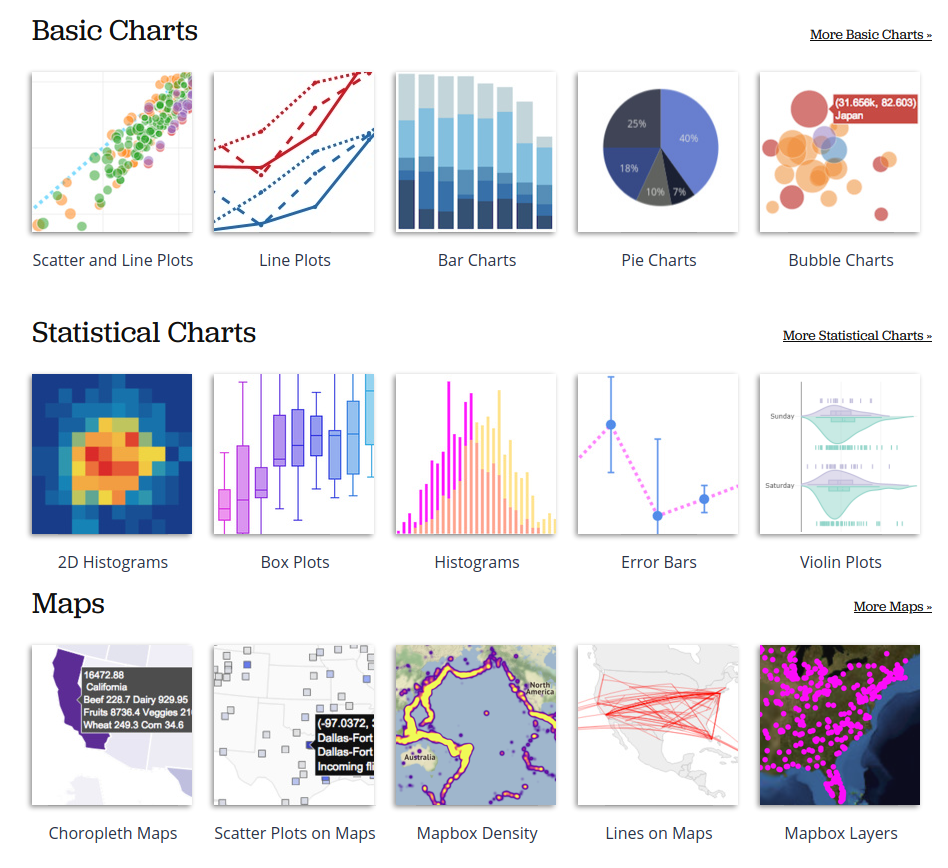 Basic Charts
More Basic Charts »
25%
40%
18%
10%
7%
(31.656k, 82.603)
Japan
Scatter and Line Plots
Line Plots
Bar Charts
Pie Charts
Bubble Charts
Statistical Charts
More Statistical Charts »
Sunday
Saturday
2D Histograms
Box Plots
Histograms
Error Bars
Violin Plots
Maps
More Maps »
16472.88
California
Beef 228.7 Dairy 929.95
Fruits 8736.4 Veggies 21
Wheat 249.3 Corn 34.6
(-97.0372,
Dallas-Fort
Dallas-Fort
Incoming fli
North
America
Australia
Choropleth Maps
Scatter Plots on Maps
Mapbox Density
Lines on Maps
Mapbox Layers